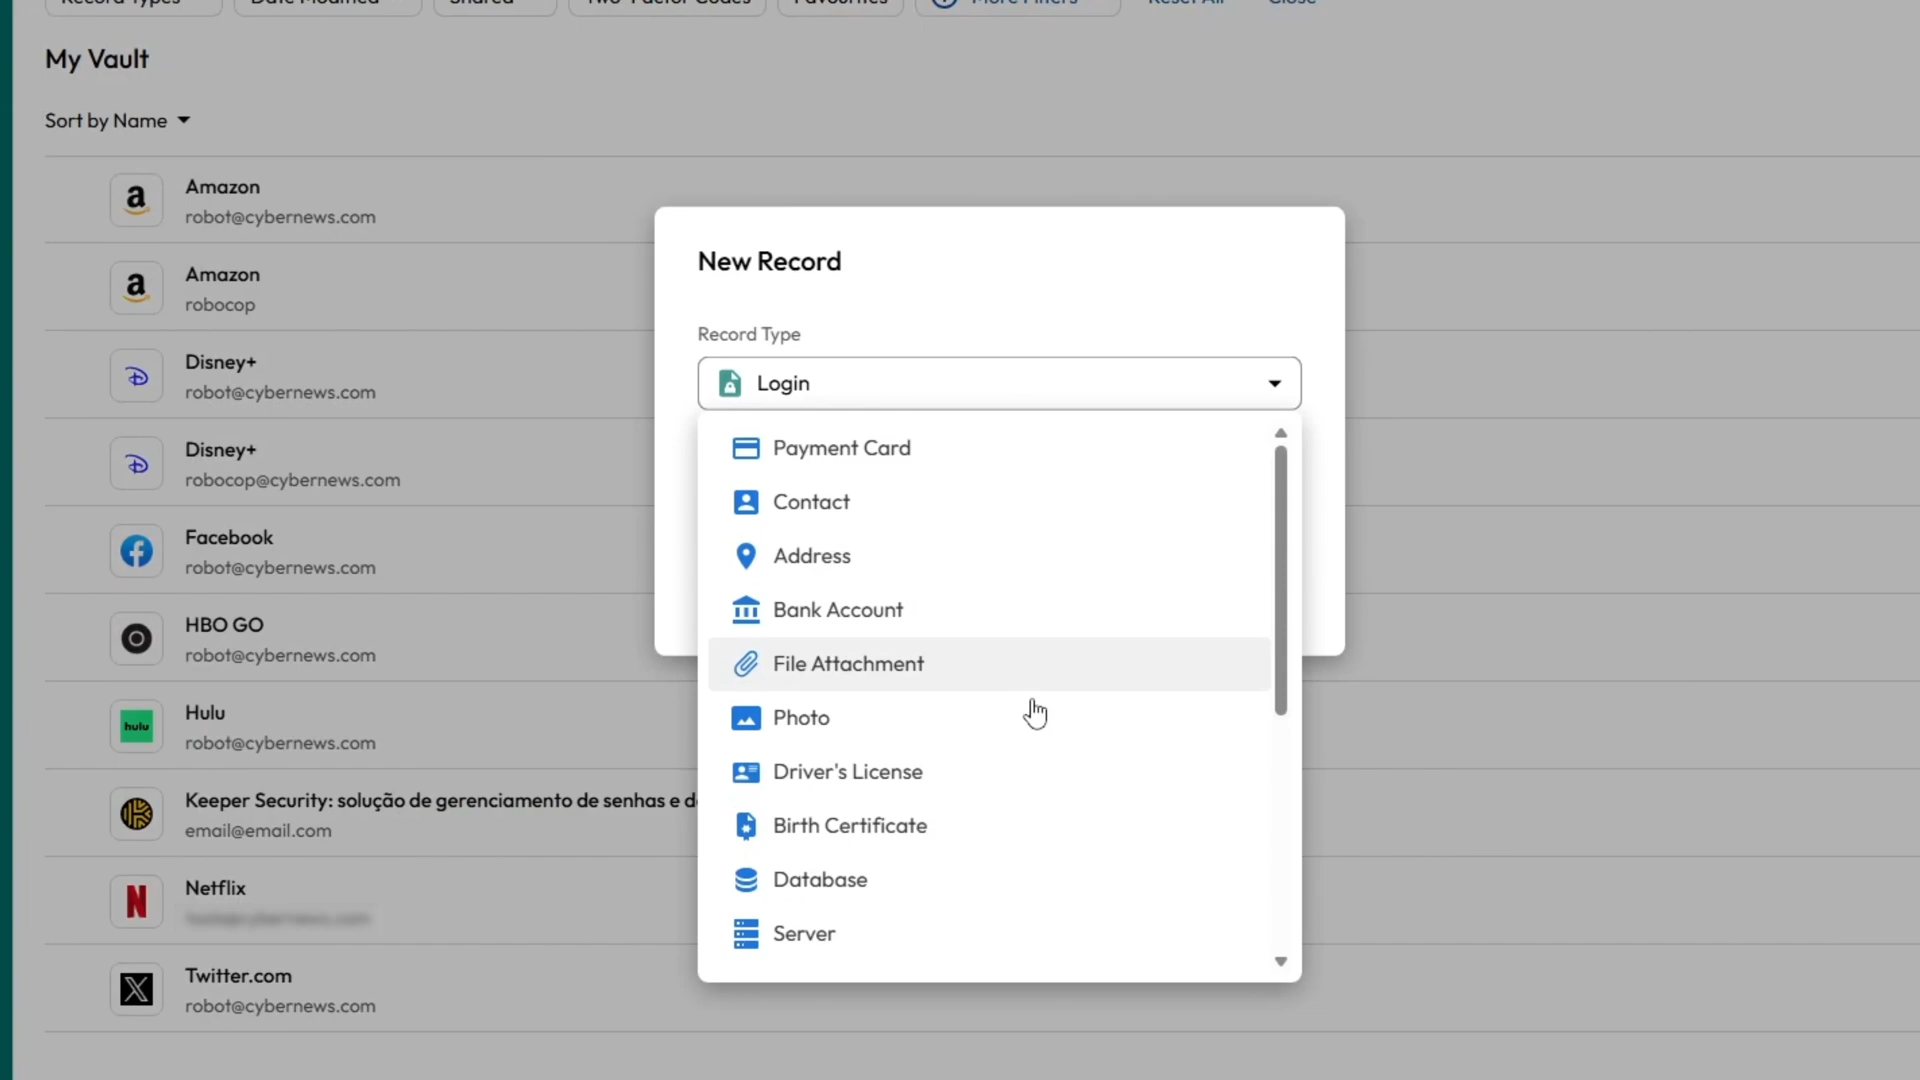 My Vault
Sort by Name
Amazon
robot@cybernews.com
Amazon
robocop
Disney+
robot@cybernews.com
Disney+
robocop@cybernews.com
Facebook
robot@cybernews.com
HBO GO
robot@cybernews.com
hulu
Hulu
robot@cybernews.com
Keeper Security: solução de gerenciamento de senhas e d
email@email.com
Netflix
Twitter.com
robot@cybernews.com
New Record
Record Type
Login
Payment Card
Contact
Address
Bank Account
File Attachment
Photo
Driver's License
Birth Certificate
Database
Server